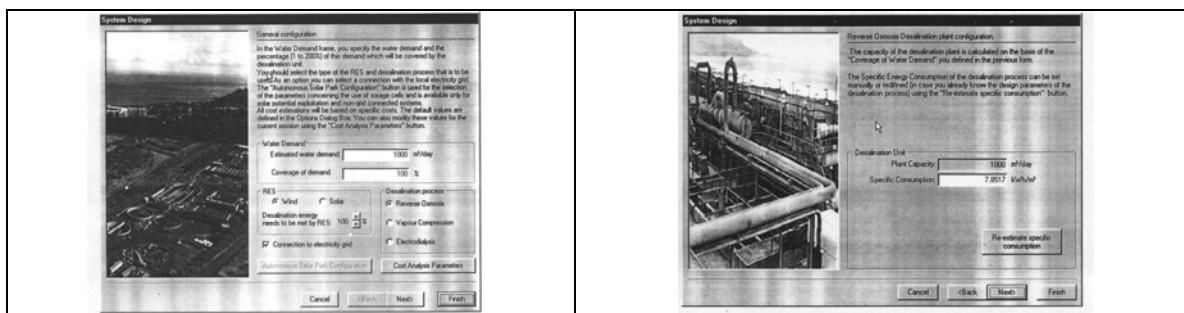 System Design
General configuration
In the Water Demand frame, you specify the water demand and the
percentage (1 to 200%) of this demand which will be covered by the
desalination unit.
You should select the type of the RES and desalination process that is to be
used. As an option you can select a connection with the local electricity grid.
The "Autonomous Solar Park Configuration" button is used for the selection
of the parameters concerning the use of storage cells and is available only for
solar potential exploitation and non-grid connected systems.
All cost estimations will be based on specific costs. The default values are
defined in the Options Dialog Box. You can also modify these values for the
current session using the "Cost Analysis Parameters" button.
Water Demand
Estimated water demand: 1000 m³/day
Coverage of demand: 100 %
RES
Wind Solar
Desalination energy
needs to be met by RES: 100 %
Connection to electricity grid
Desalination process
Reverse Osmosis
Vapour Compression
Electrodialysis
Autonomous Solar Park Configuration Cost Analysis Parameters
Cancel <Back Next> Finish
System Design
Reverse Osmosis Desalination plant configuration.
The capacity of the desalination plant is calculated on the basis of the
"Coverage of Water Demand" you defined in the previous form.
The Specific Energy Consumption of the desalination process can be set
manually or redifined (in case you already know the design parameters of the
desalination process) using the "Re-estimate specific consumption" button.
Desalination Unit
Plant Capacity: 1000 m³/day
Specific Consumption: 7.8517 kWh/m³
Re-estimate specific
consumption
Cancel <Back Next> Finish